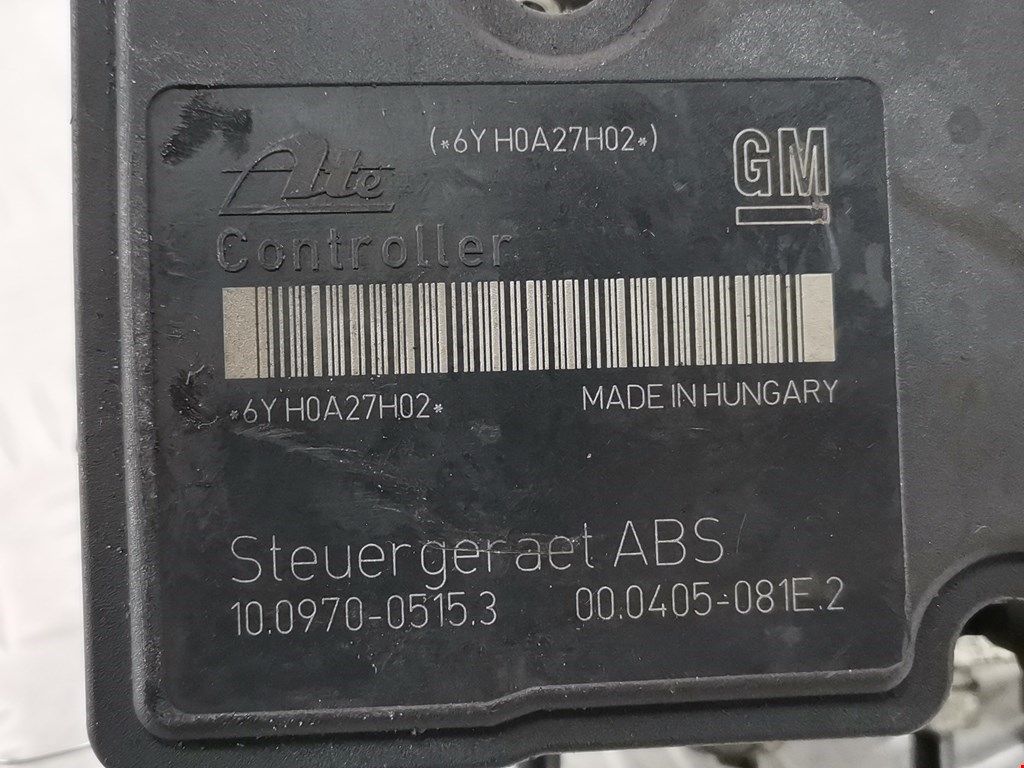 (*6Y H0A27H02*)
Ate
GM
Controller
*6Y H0A27H02*
MADE IN HUNGARY
Steuergeraet ABS
10.0970-0515.3 00.0405-081E.2